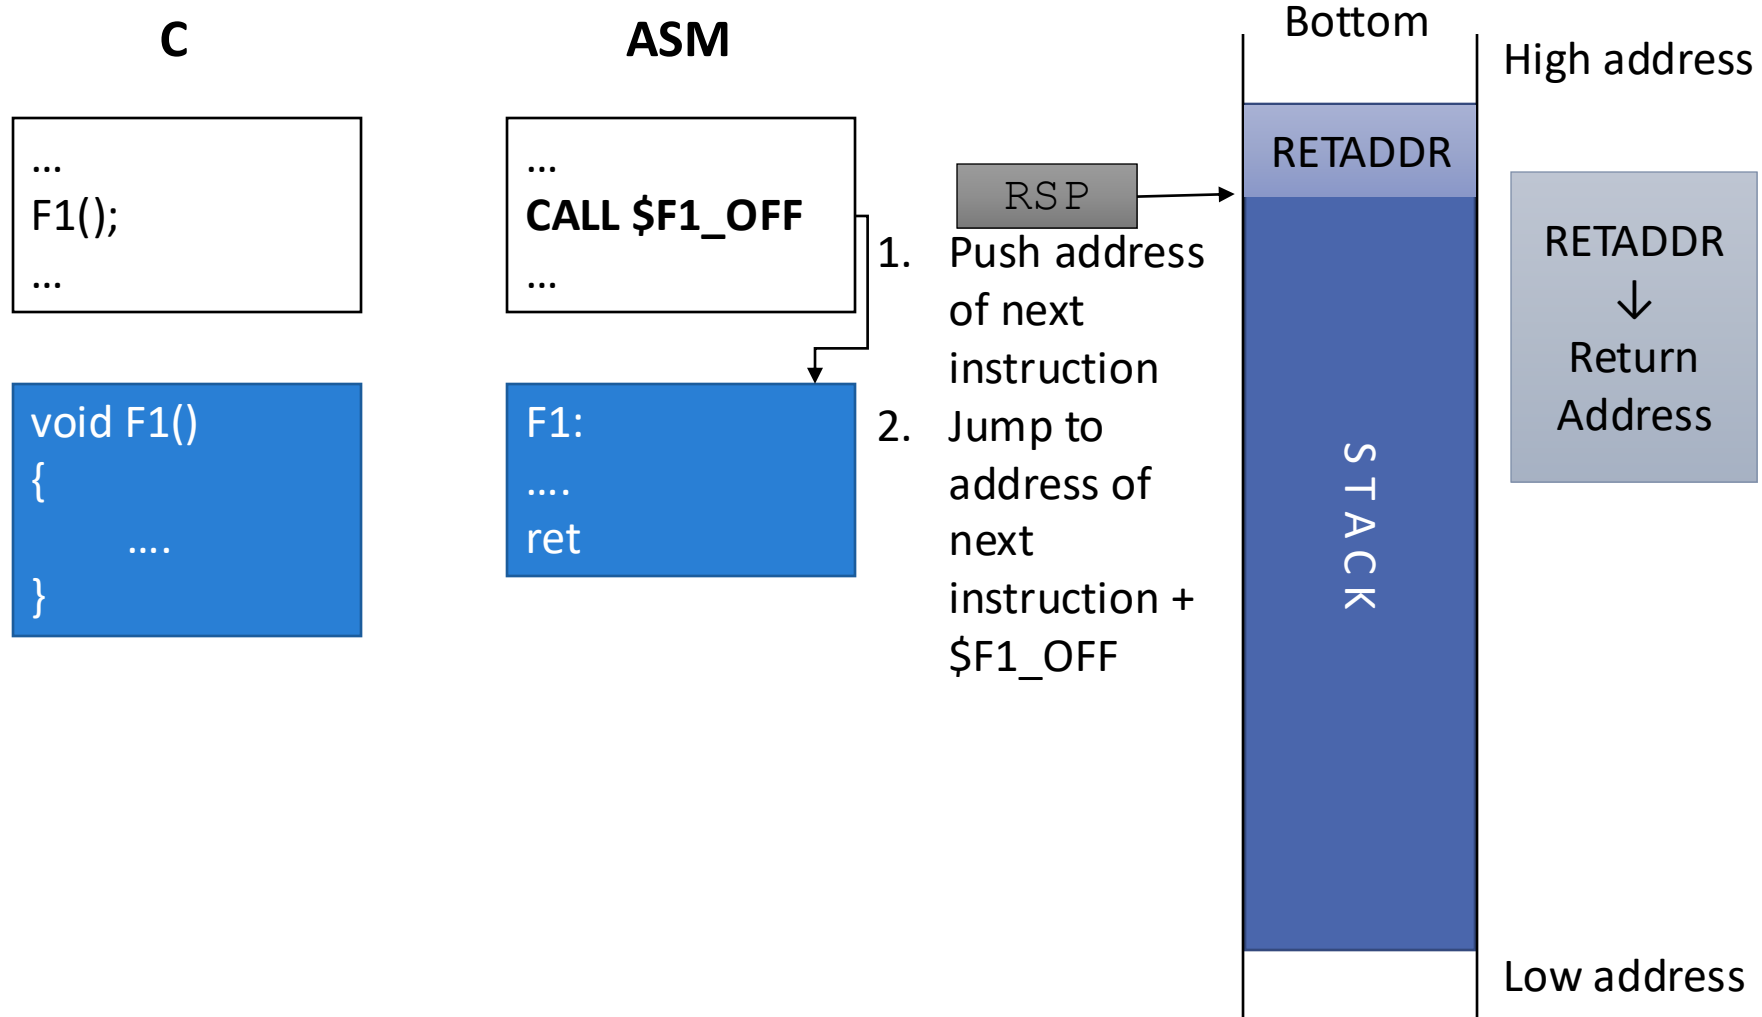 C
…
F1();
…
void F1()
{
….
}
ASM
…
CALL $F1_OFF
…
F1:
….
ret
RSP
1. Push address
of next
instruction
2. Jump to
address of
next
instruction +
$F1_OFF
Bottom
RETADDR
STACK
High address
RETADDR
↓
Return
Address
Low address